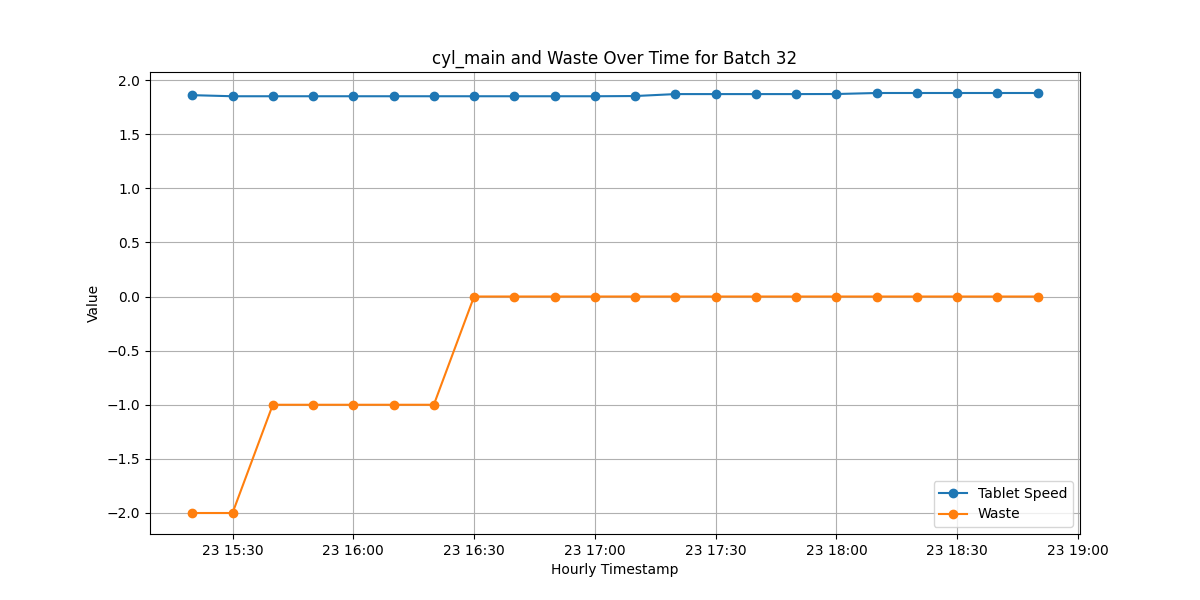 cyl_main and Waste Over Time for Batch 32
2.0
1.5
1.0
0.5
0.0
−0.5
−1.0
−1.5
−2.0
Value
Tablet Speed
Waste
23 15:30 23 16:00 23 16:30 23 17:00 23 17:30 23 18:00 23 18:30 23 19:00
Hourly Timestamp